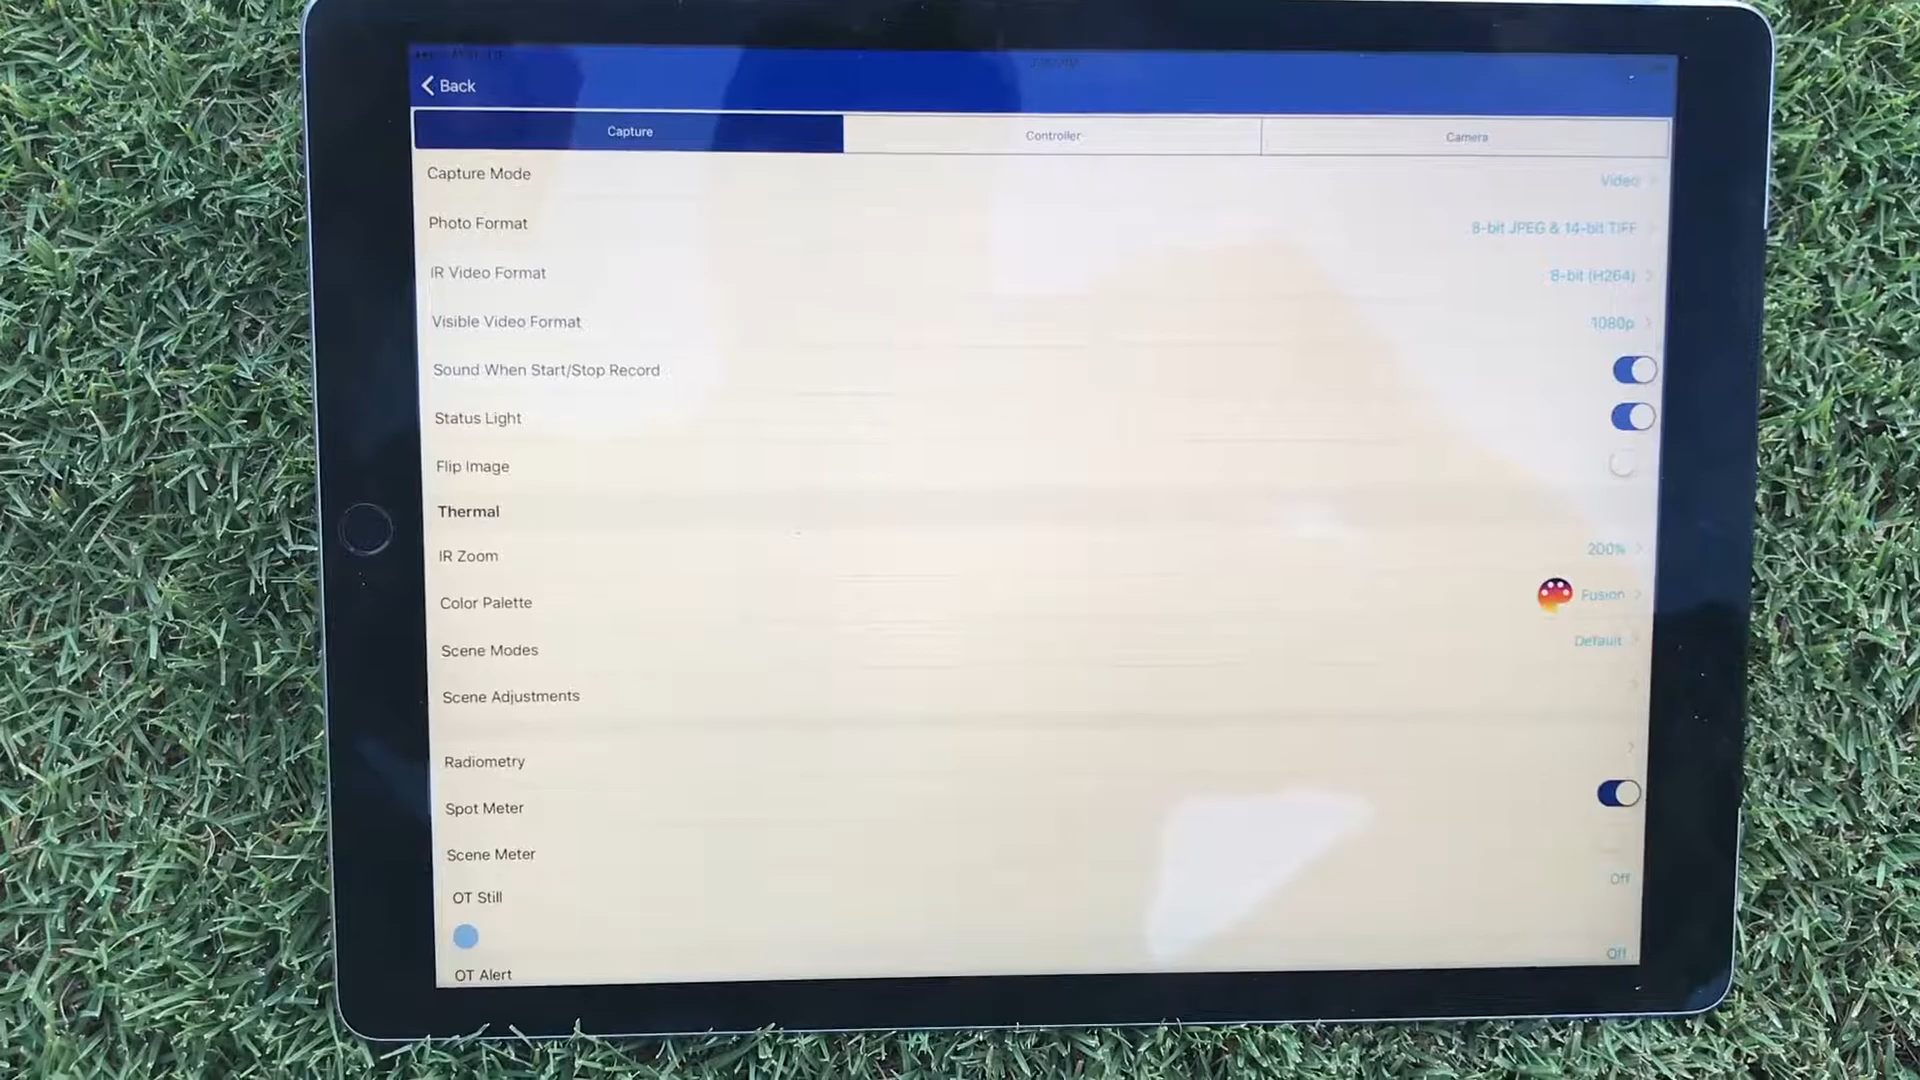 Back
Capture Controller Camera
Capture Mode Video
Photo Format 8-bit JPEG & 14-bit TIFF
IR Video Format 8-bit (H264)
Visible Video Format 1080p
Sound When Start/Stop Record
Status Light
Flip Image
Thermal
IR Zoom 200%
Color Palette Fusion
Scene Modes Default
Scene Adjustments
Radiometry
Spot Meter
Scene Meter
OT Still Off
OT Alert Off